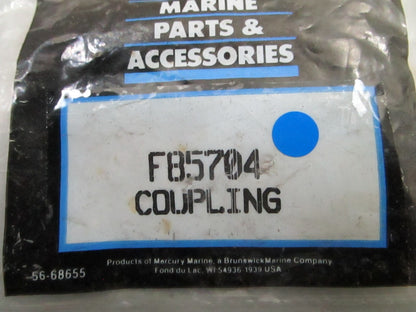 MARINE
PARTS &
ACCESSORIES
F85704
COUPLING
Products of Mercury Marine, a Brunswick Marine Company.
56-68655
Fond du Lac, WI 54936-1939 USA